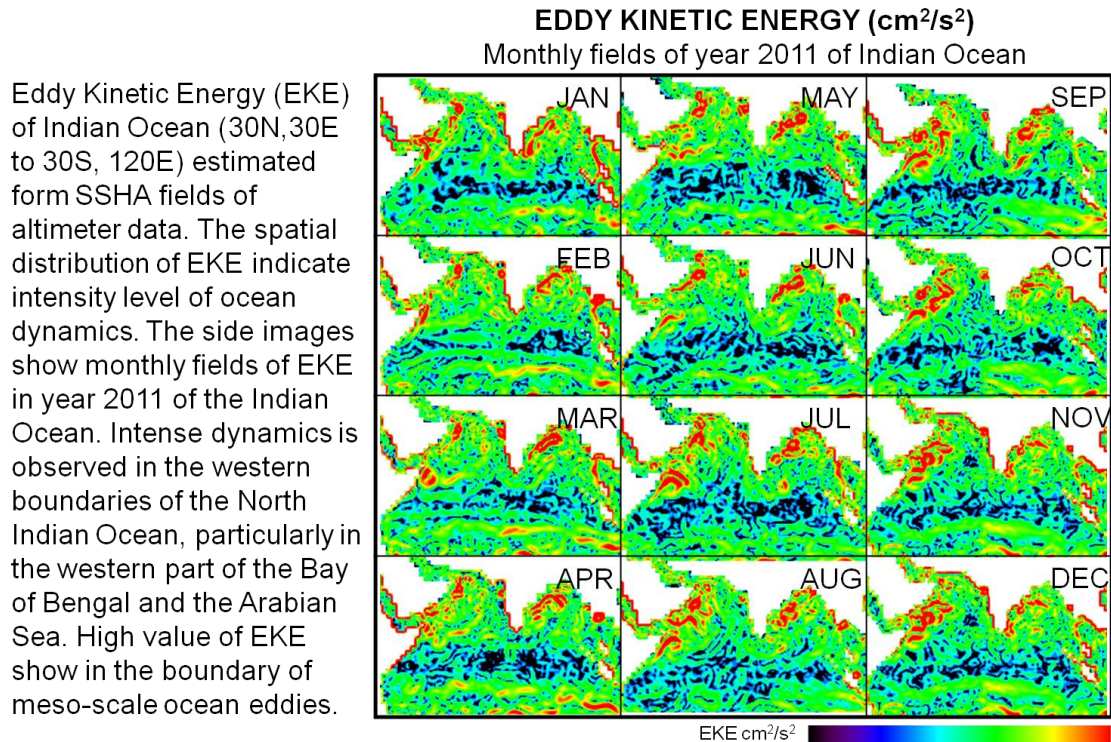 EDDY KINETIC ENERGY (cm²/s²)
Monthly fields of year 2011 of Indian Ocean
Eddy Kinetic Energy (EKE)
of Indian Ocean (30N,30E
to 30S, 120E) estimated
form SSHA fields of
altimeter data. The spatial
distribution of EKE indicate
intensity level of ocean
dynamics. The side images
show monthly fields of EKE
in year 2011 of the Indian
Ocean. Intense dynamics is
observed in the western
boundaries of the North
Indian Ocean, particularly in
the western part of the Bay
of Bengal and the Arabian
Sea. High value of EKE
show in the boundary of
meso-scale ocean eddies.
JAN MAY SEP
FEB JUN OCT
MAR JUL NOV
APR AUG DEC
EKE cm²/s²